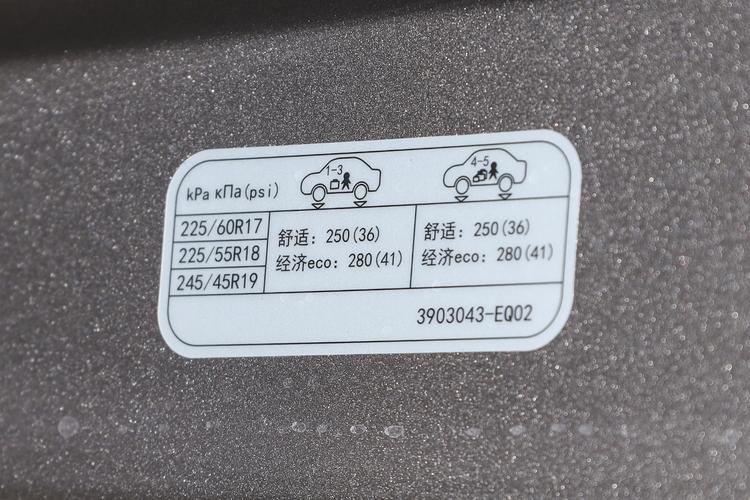 1-3
4-5
kPa кПа(psi)
225/60R17
225/55R18
245/45R19
舒适：250(36)
经济eco：280(41)
舒适：250(36)
经济eco：280(41)
3903043-EQ02